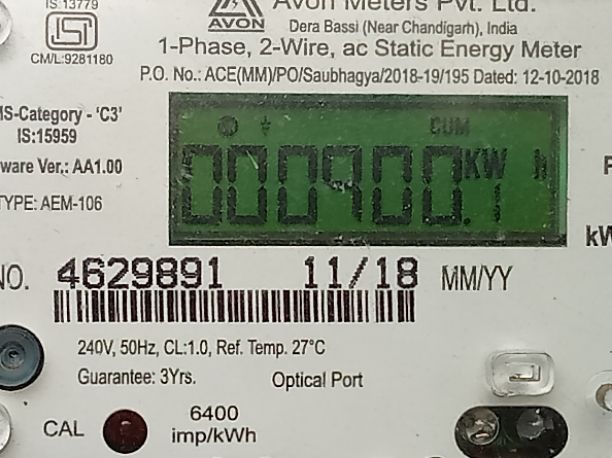 IS:13779
CM/L:9281180
AVON
Avon Meters Pvt. Ltd.
Dera Bassi (Near Chandigarh), India
1-Phase, 2-Wire, ac Static Energy Meter
P.O. No.: ACE(MM)/PO/Saubhagya/2018-19/195 Dated: 12-10-2018
MS-Category - 'C3'
IS:15959
ware Ver.: AA1.00
TYPE: AEM-106
CUM
000900.1 KW h
NO. 4629891 11/18 MM/YY
240V, 50Hz, CL:1.0, Ref. Temp. 27°C
Guarantee: 3Yrs. Optical Port
CAL 6400
imp/kWh